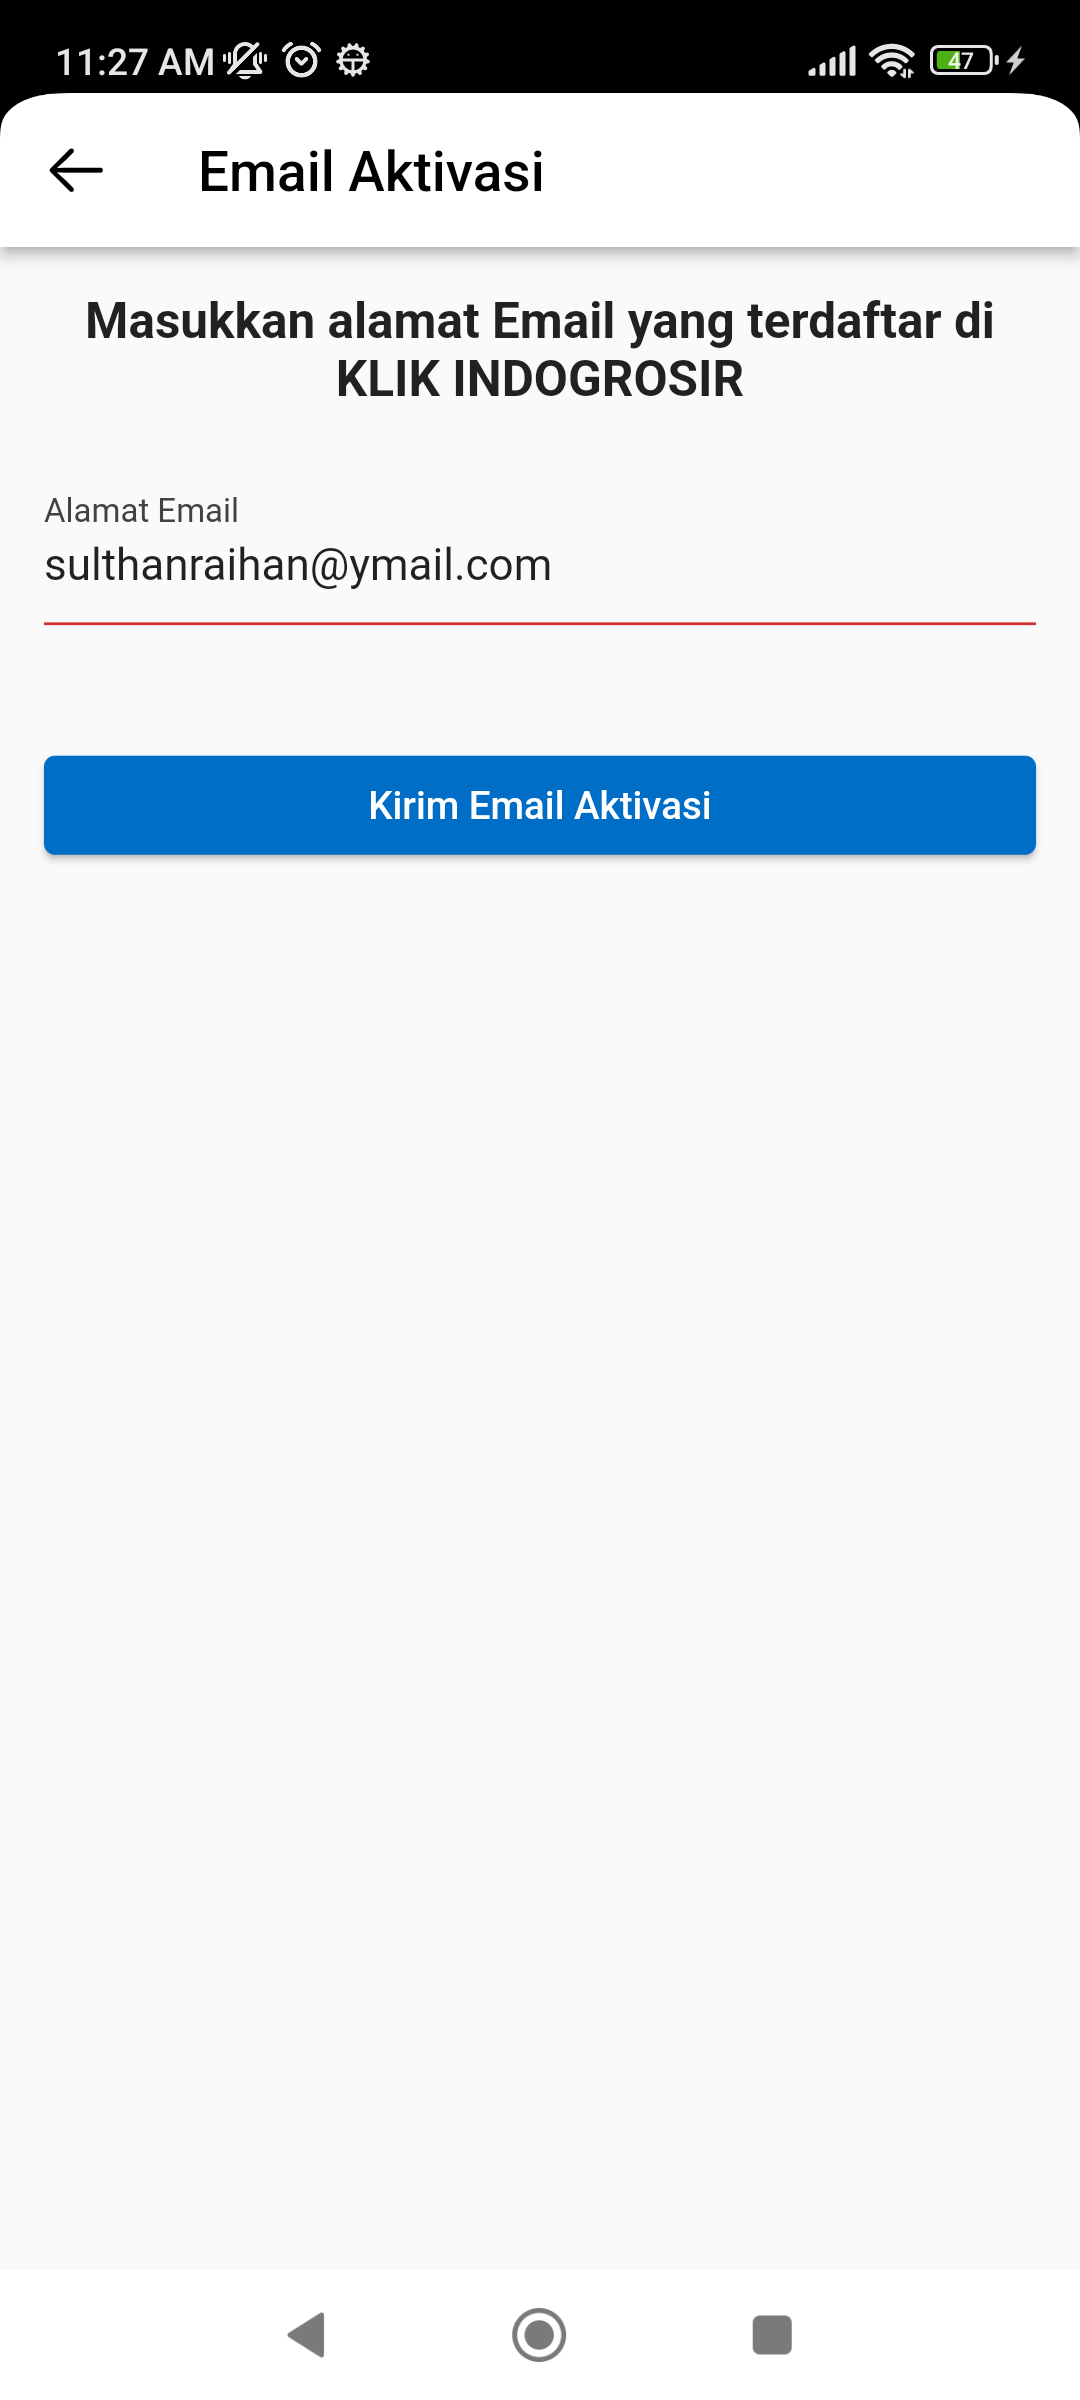 11:27 AM
47
Email Aktivasi
Masukkan alamat Email yang terdaftar di
KLIK INDOGROSIR
Alamat Email
sulthanraihan@ymail.com
Kirim Email Aktivasi